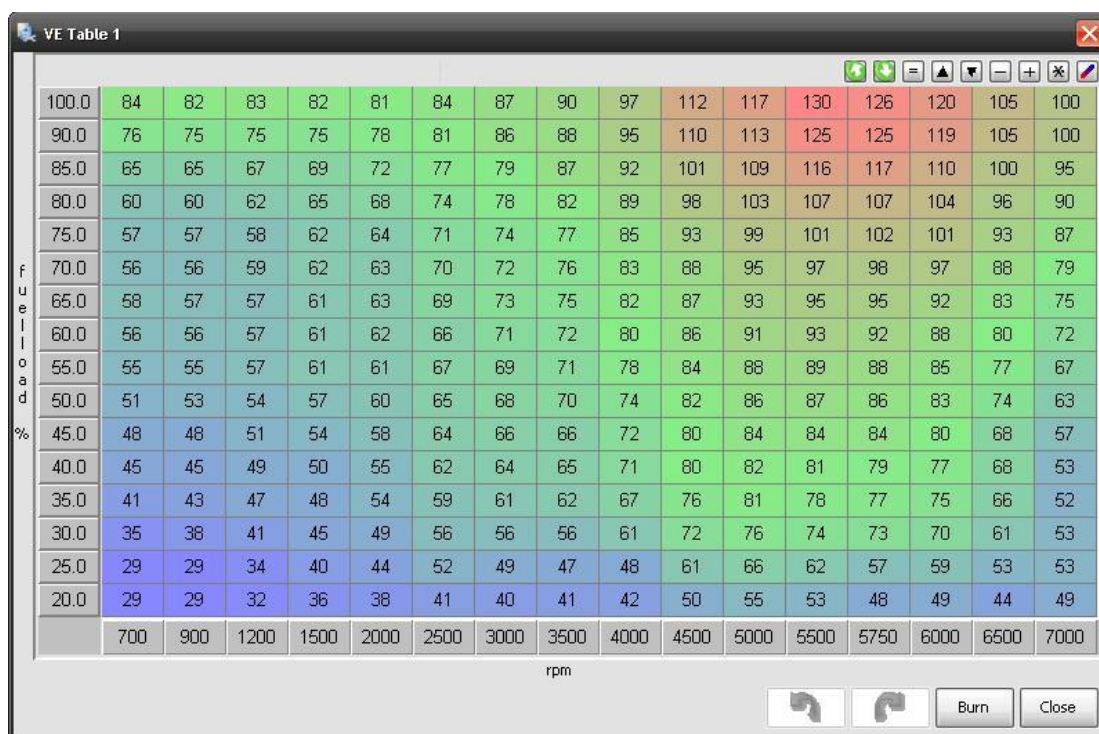 VE Table 1
100.0 84 82 83 82 81 84 87 90 97 112 117 130 126 120 105 100
90.0 76 75 75 75 78 81 86 88 95 110 113 125 125 119 105 100
85.0 65 65 67 69 72 77 79 87 92 101 109 116 117 110 100 95
80.0 60 60 62 65 68 74 78 82 89 98 103 107 107 104 96 90
75.0 57 57 58 62 64 71 74 77 85 93 99 101 102 101 93 87
70.0 56 56 59 62 63 70 72 76 83 88 95 97 98 97 88 79
65.0 58 57 57 61 63 69 73 75 82 87 93 95 95 92 83 75
60.0 56 56 57 61 62 66 71 72 80 86 91 93 92 88 80 72
55.0 55 55 57 61 61 67 69 71 78 84 88 89 88 85 77 67
50.0 51 53 54 57 60 65 68 70 74 82 86 87 86 83 74 63
45.0 48 48 51 54 58 64 66 66 72 80 84 84 84 80 68 57
40.0 45 45 49 50 55 62 64 65 71 80 82 81 79 77 68 53
35.0 41 43 47 48 54 59 61 62 67 76 81 78 77 75 66 52
30.0 35 38 41 45 49 56 56 56 61 72 76 74 73 70 61 53
25.0 29 29 34 40 44 52 49 47 48 61 66 62 57 59 53 53
20.0 29 29 32 36 38 41 40 41 42 50 55 53 48 49 44 49
700 900 1200 1500 2000 2500 3000 3500 4000 4500 5000 5500 5750 6000 6500 7000
fuelload %
rpm
Burn Close